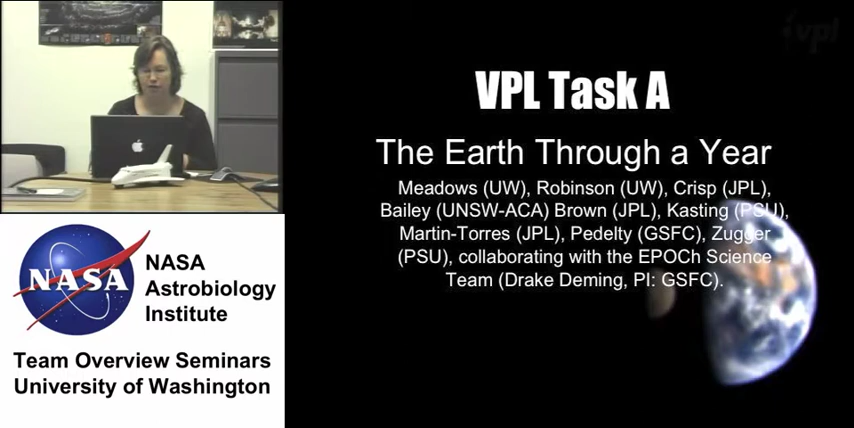 vpl
VPL Task A
The Earth Through a Year
Meadows (UW), Robinson (UW), Crisp (JPL),
Bailey (UNSW-ACA) Brown (JPL), Kasting (PSU),
Martin-Torres (JPL), Pedelty (GSFC), Zugger
(PSU), collaborating with the EPOCh Science
Team (Drake Deming, PI: GSFC).
NASA
NASA
Astrobiology
Institute
Team Overview Seminars
University of Washington